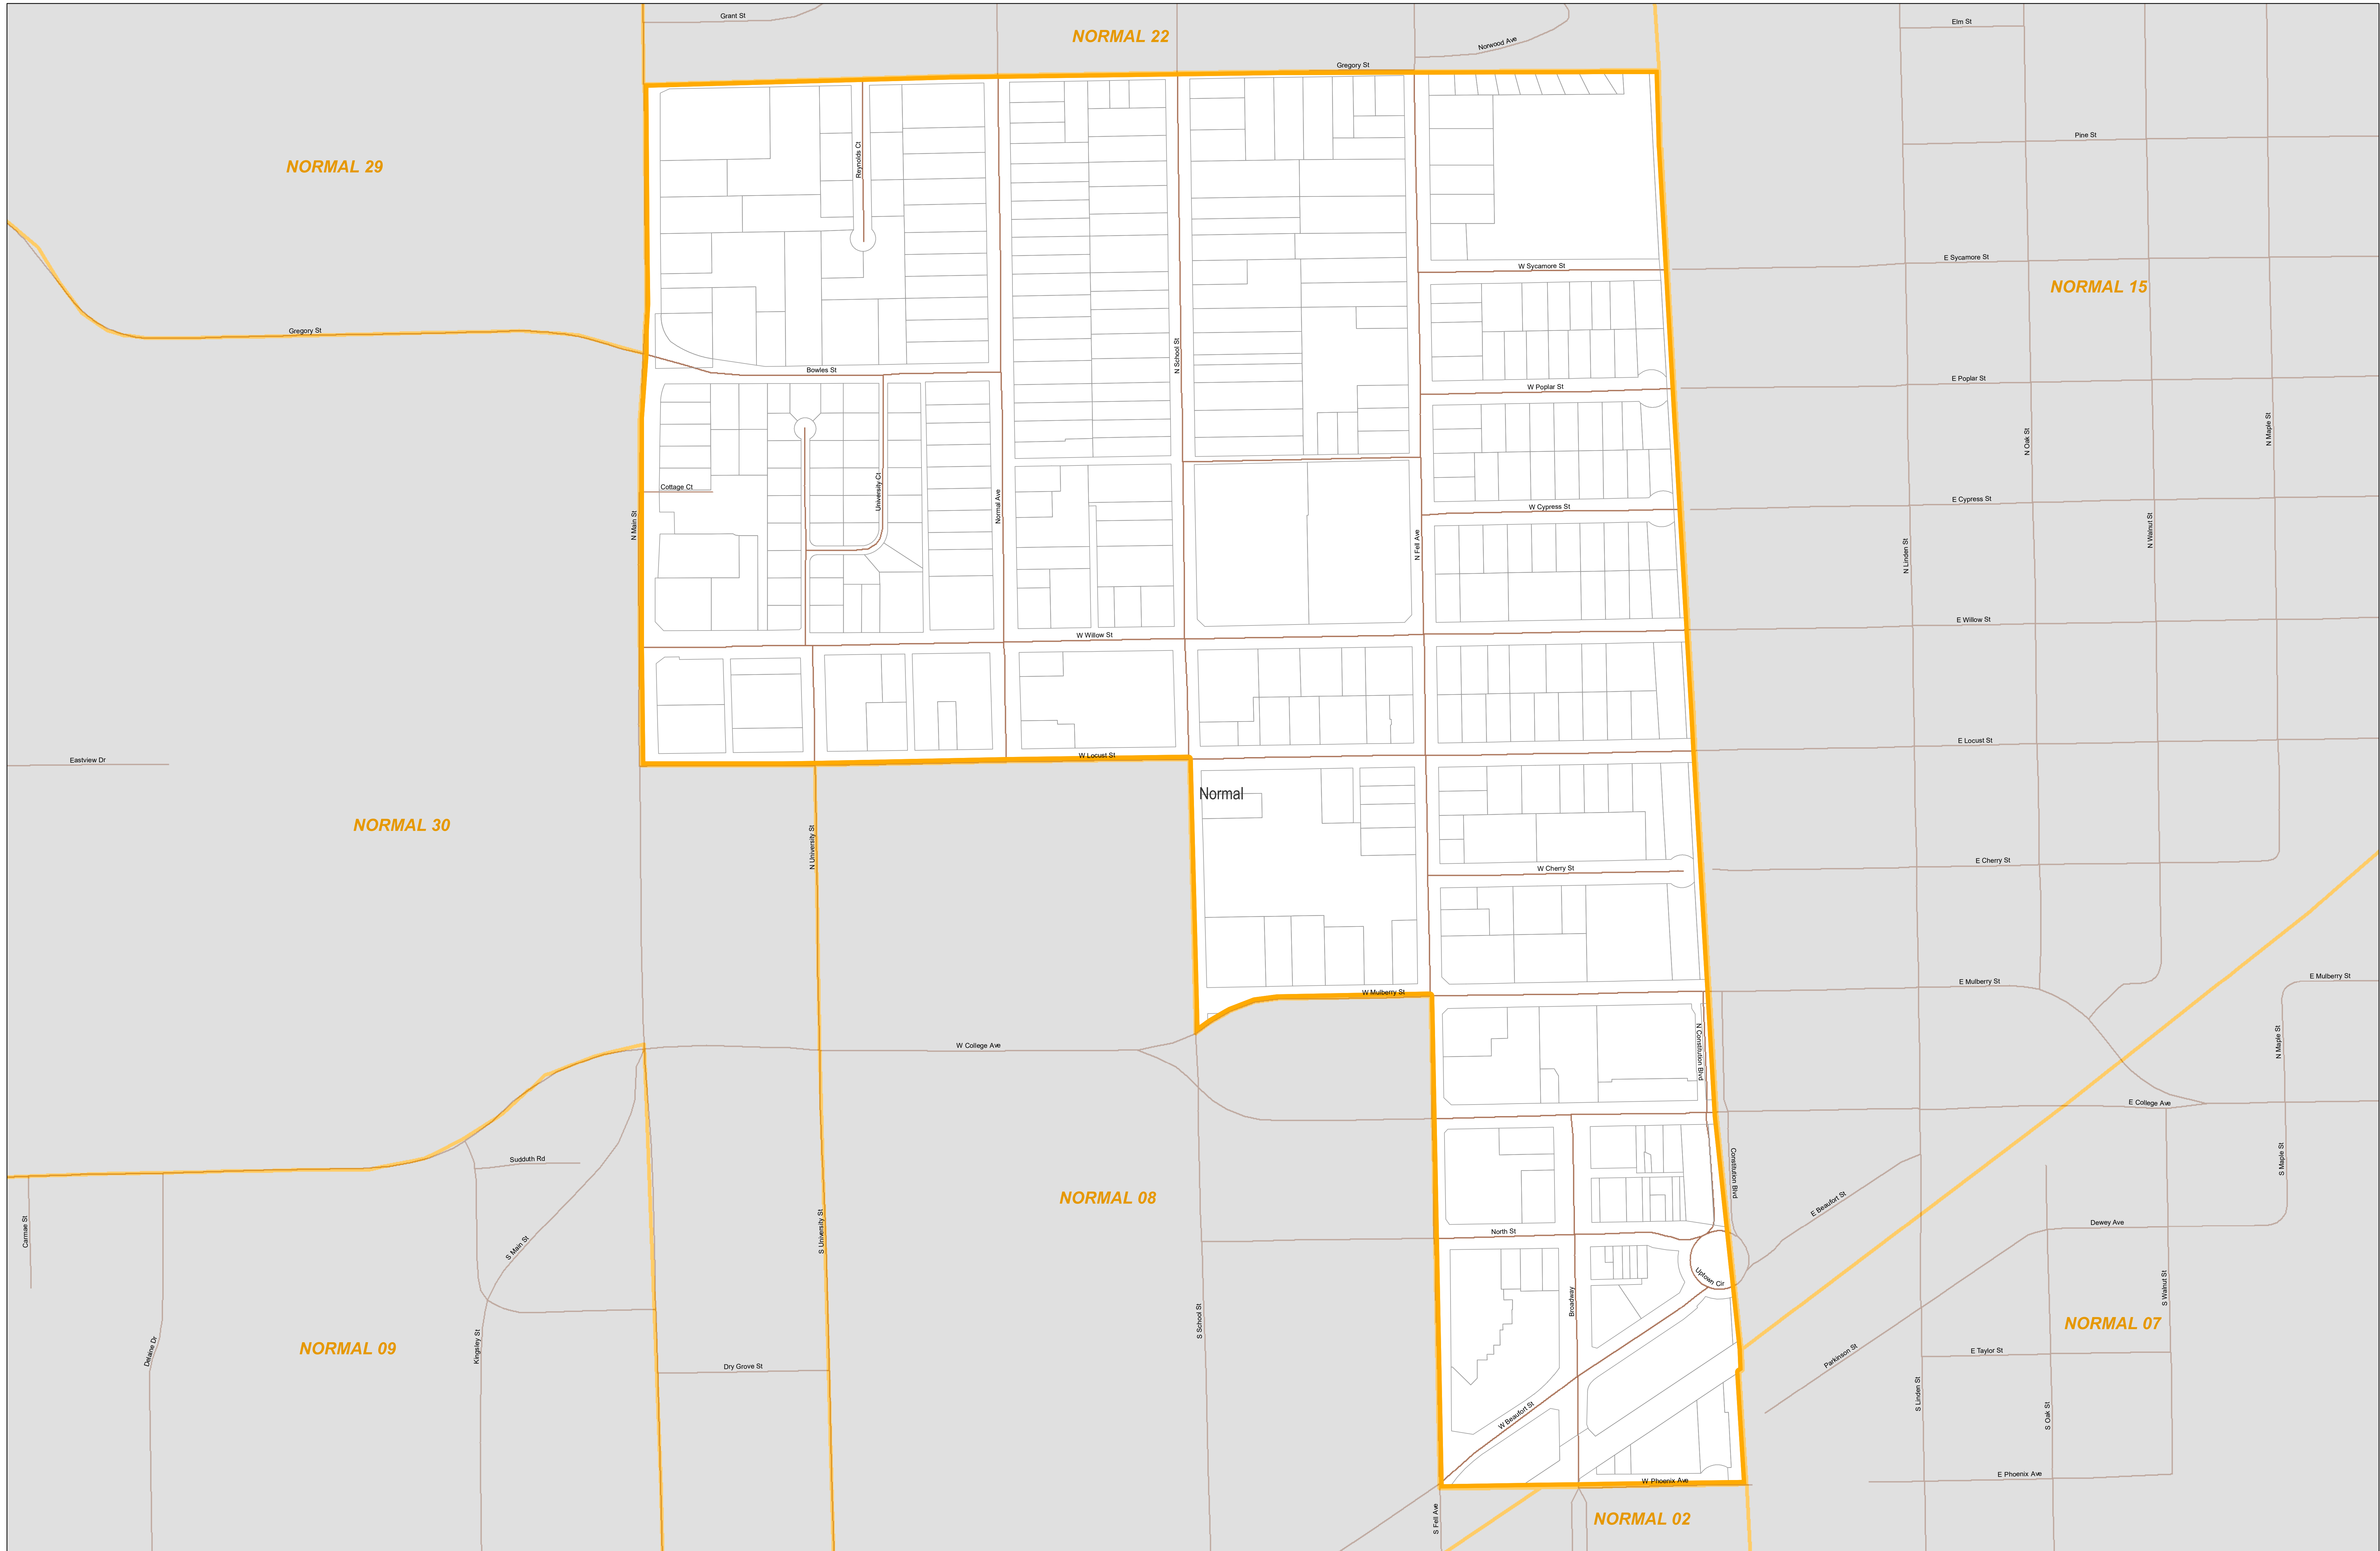 Grant St
Elm St
NORMAL 22
Norwood Ave
Gregory St
Pine St
Reynolds Ct
NORMAL 29
E Sycamore St
W Sycamore St
NORMAL 15
Gregory St
N School St
Bowles St
E Poplar St
W Poplar St
N Maple St
N Oak St
Cottage Ct
University Ct
Normal Ave
E Cypress St
W Cypress St
N Main St
N Fell Ave
N Walnut St
N Linden St
E Willow St
W Willow St
E Locust St
W Locust St
Eastview Dr
Normal
NORMAL 30
N University St
E Cherry St
W Cherry St
E Mulberry St
E Mulberry St
W Mulberry St
N Constitution Blvd
N Maple St
W College Ave
E College Ave
Sudduth Rd
Constitution Blvd
S Maple St
NORMAL 08
E Beaufort St
Dewey Ave
Carmae St
S University St
North St
S Main St
Uptown Cir
S Walnut St
Broadway
S School St
NORMAL 07
Delaine Dr
Kingsley St
NORMAL 09
E Taylor St
Parkinson St
Dry Grove St
S Linden St
W Beaufort St
S Oak St
E Phoenix Ave
W Phoenix Ave
S Fell Ave
NORMAL 02